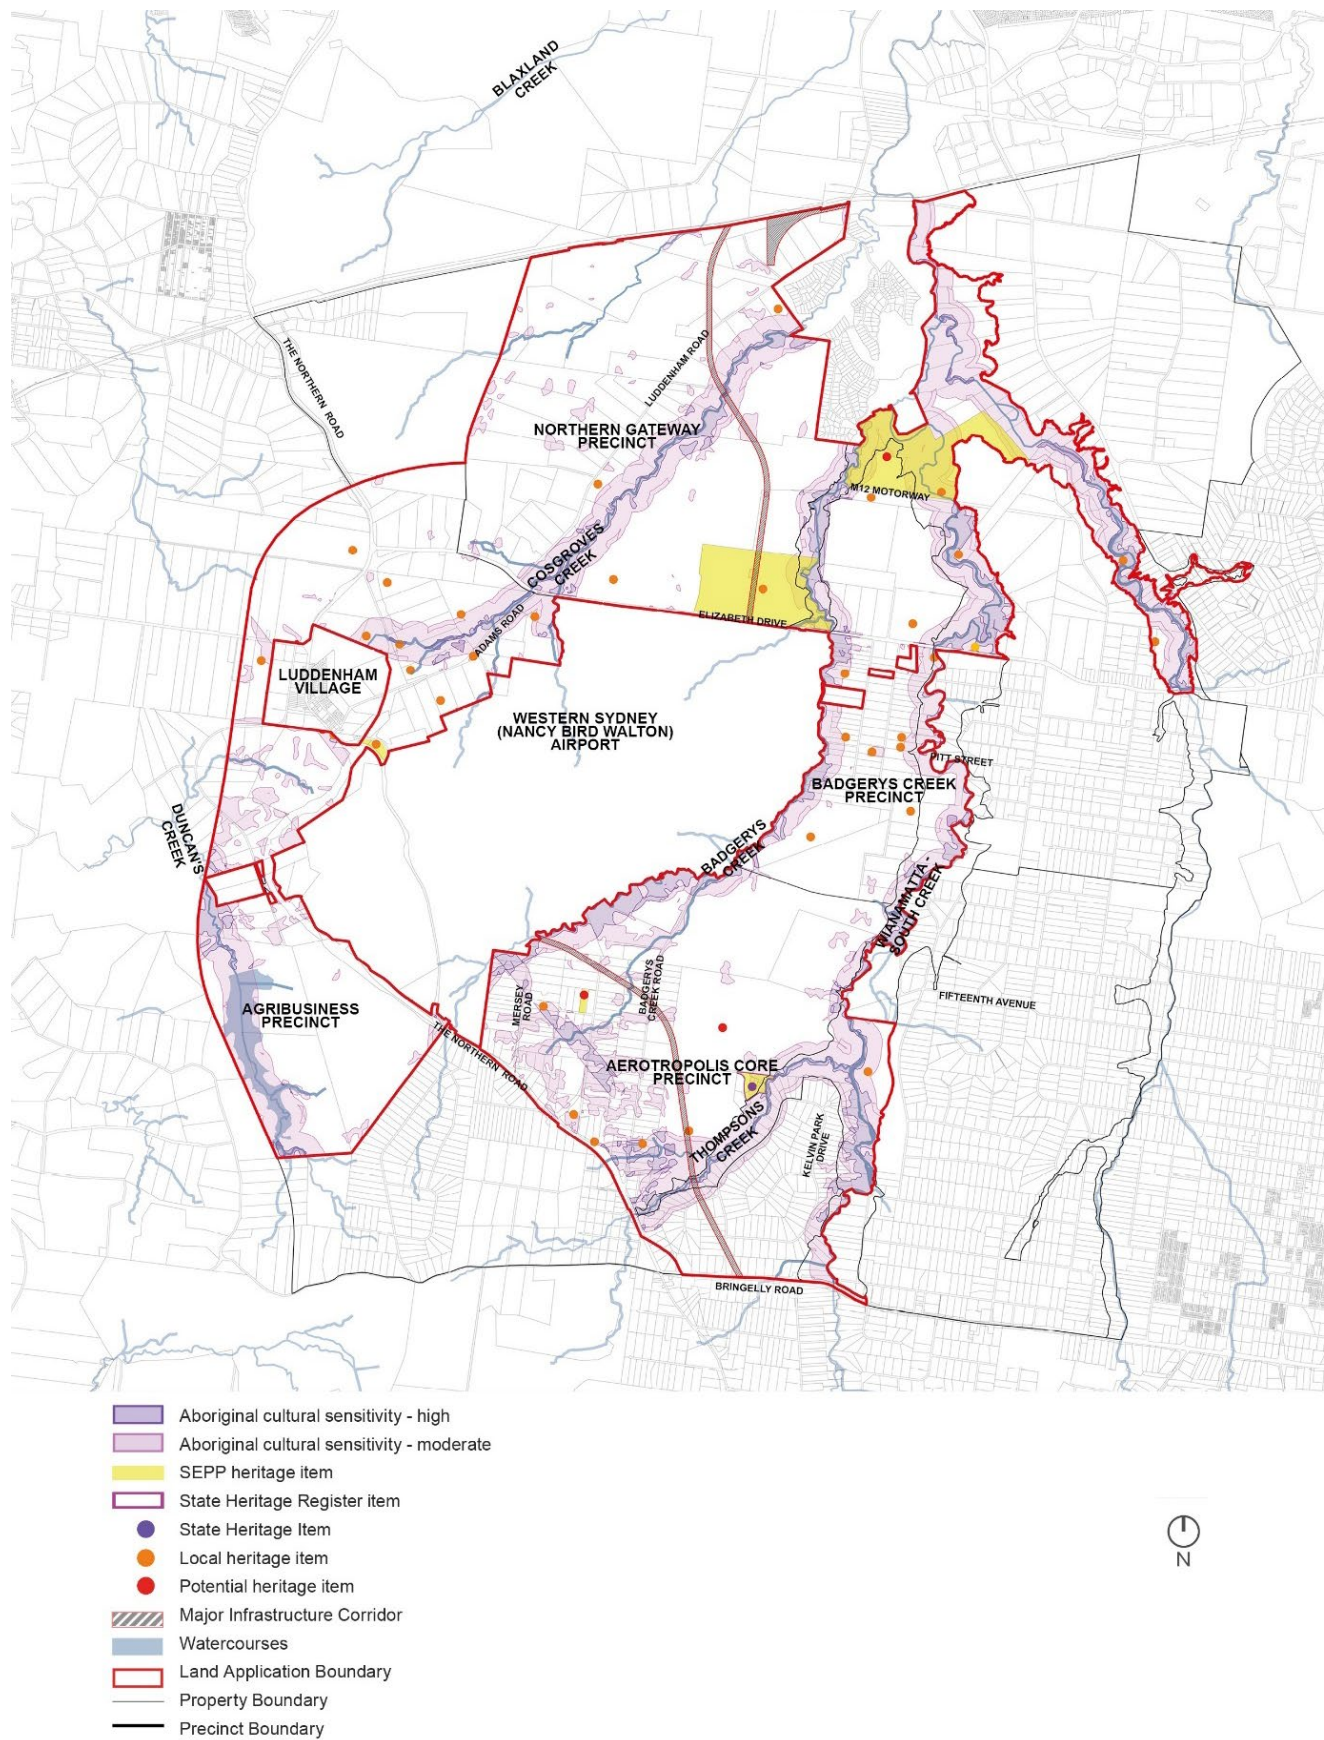 BLAXLAND
CREEK
THE NORTHERN ROAD
LUDDENHAM ROAD
NORTHERN GATEWAY
PRECINCT
M12 MOTORWAY
COSGROVES
CREEK
ADAMS ROAD
ELIZABETH DRIVE
LUDDENHAM
VILLAGE
WESTERN SYDNEY
(NANCY BIRD WALTON)
AIRPORT
PITT STREET
BADGERYS CREEK
PRECINCT
DUNCAN'S
CREEK
BADGERYS
CREEK
WIANAMATTA -
SOUTH CREEK
AGRIBUSINESS
PRECINCT
MERSEY
ROAD
BADGERYS
CREEK ROAD
FIFTEENTH AVENUE
THE NORTHERN ROAD
AEROTROPOLIS CORE
PRECINCT
THOMPSONS
CREEK
KELVIN PARK
DRIVE
BRINGELLY ROAD
Aboriginal cultural sensitivity - high
Aboriginal cultural sensitivity - moderate
SEPP heritage item
State Heritage Register item
State Heritage Item
Local heritage item
Potential heritage item
Major Infrastructure Corridor
Watercourses
Land Application Boundary
Property Boundary
Precinct Boundary
N